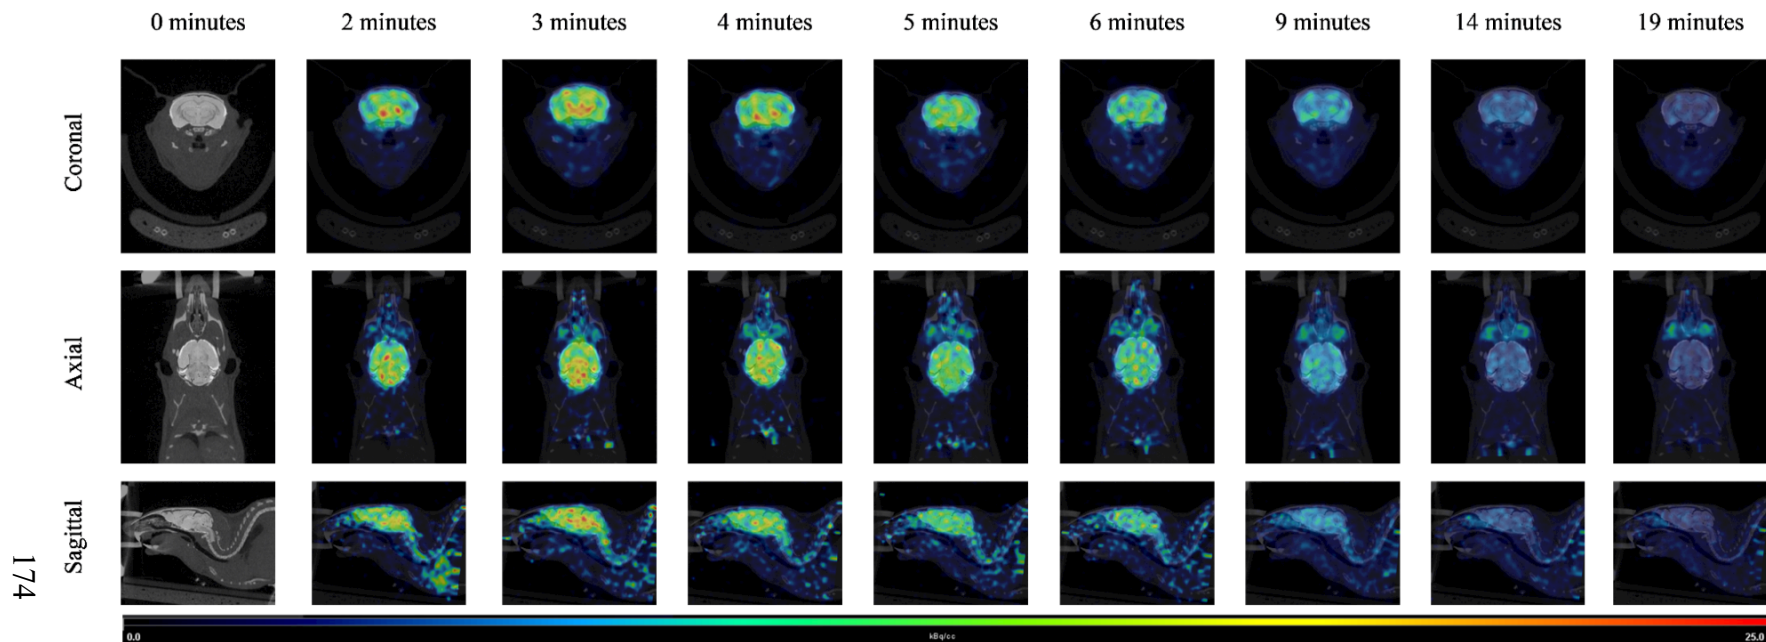 0 minutes 2 minutes 3 minutes 4 minutes 5 minutes 6 minutes 9 minutes 14 minutes 19 minutes
Coronal
Axial
Sagittal
174
0.0 kBq/cc 25.0